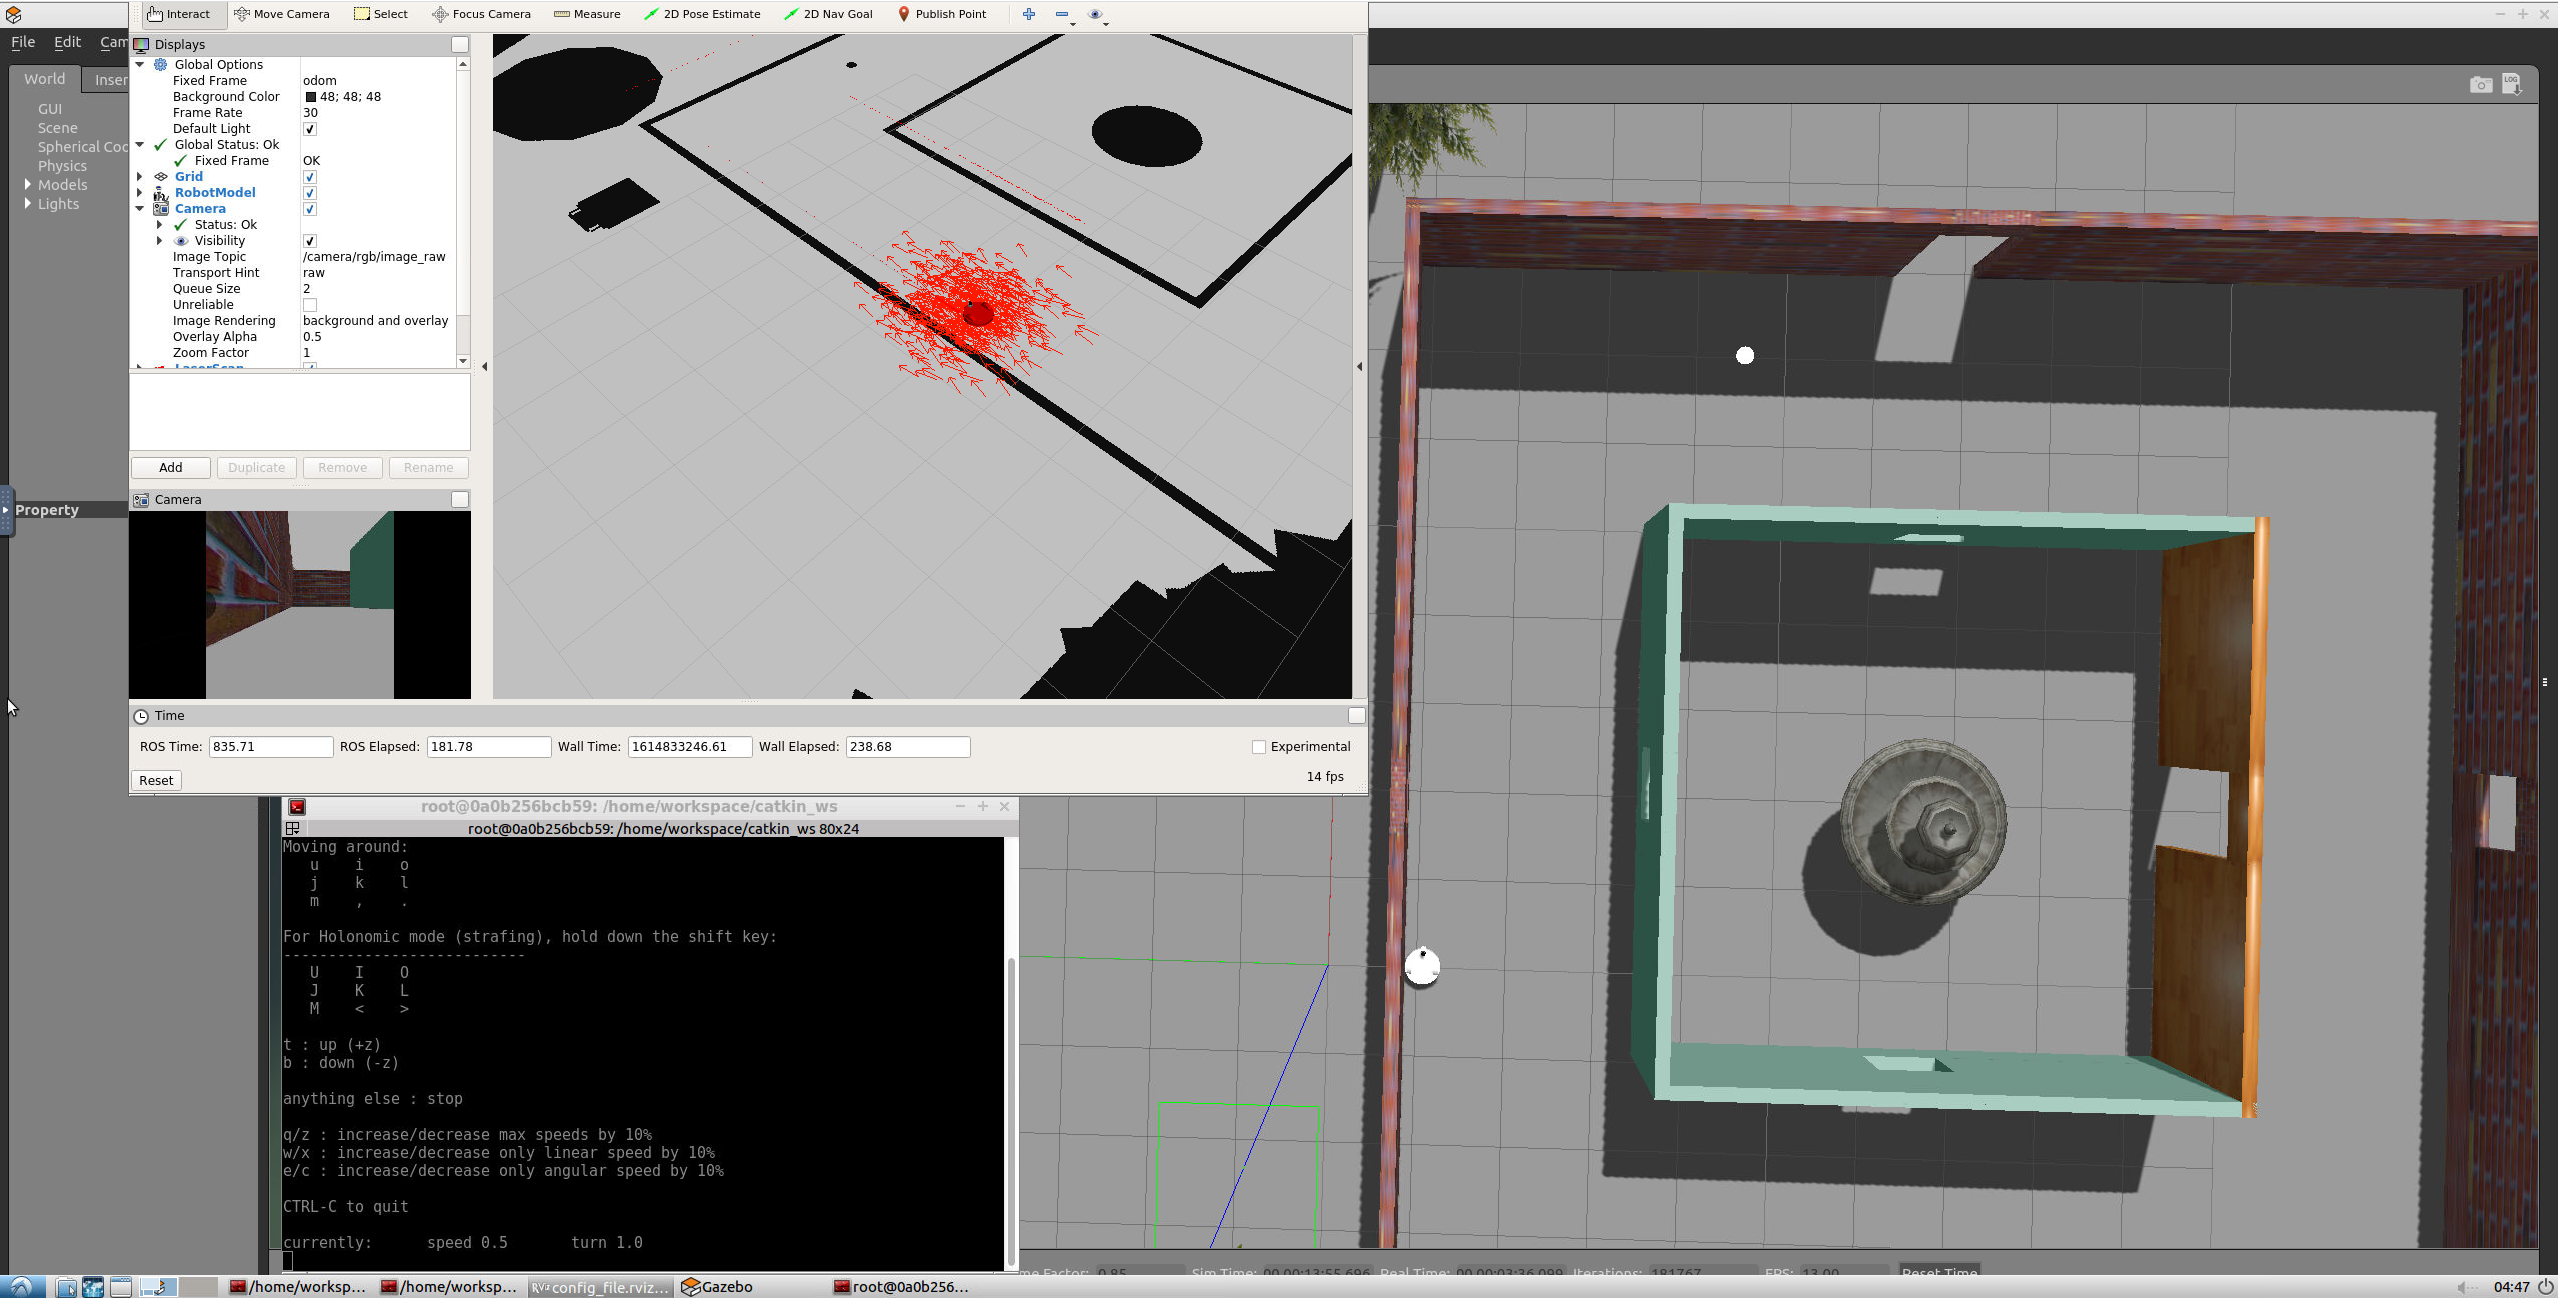 Interact Move Camera Select Focus Camera Measure 2D Pose Estimate 2D Nav Goal Publish Point
File Edit Cam
World Inser
GUI
Scene
Spherical Coo
Physics
Models
Lights
Property
Displays
Global Options
Fixed Frame odom
Background Color 48; 48; 48
Frame Rate 30
Default Light
Global Status: Ok
Fixed Frame OK
Grid
RobotModel
Camera
Status: Ok
Visibility
Image Topic /camera/rgb/image_raw
Transport Hint raw
Queue Size 2
Unreliable
Image Rendering background and overlay
Overlay Alpha 0.5
Zoom Factor 1
LaserScan
Add Duplicate Remove Rename
Camera
Time
ROS Time: 835.71 ROS Elapsed: 181.78 Wall Time: 1614833246.61 Wall Elapsed: 238.68 Experimental
Reset 14 fps
LOG
root@0a0b256bcb59: /home/workspace/catkin_ws
root@0a0b256bcb59: /home/workspace/catkin_ws 80x24
Moving around:
u i o
j k l
m , .
For Holonomic mode (strafing), hold down the shift key:
---------------------------
U I O
J K L
M < >
t : up (+z)
b : down (-z)
anything else : stop
q/z : increase/decrease max speeds by 10%
w/x : increase/decrease only linear speed by 10%
e/c : increase/decrease only angular speed by 10%
CTRL-C to quit
currently: speed 0.5 turn 1.0
me Factor: 0.85 Sim Time: 00 00:13:55.696 Real Time: 00 00:03:36.099 Iterations: 181767 FPS: 13.00 Reset Time
/home/worksp... /home/worksp... config_file.rviz... Gazebo root@0a0b256... 04:47